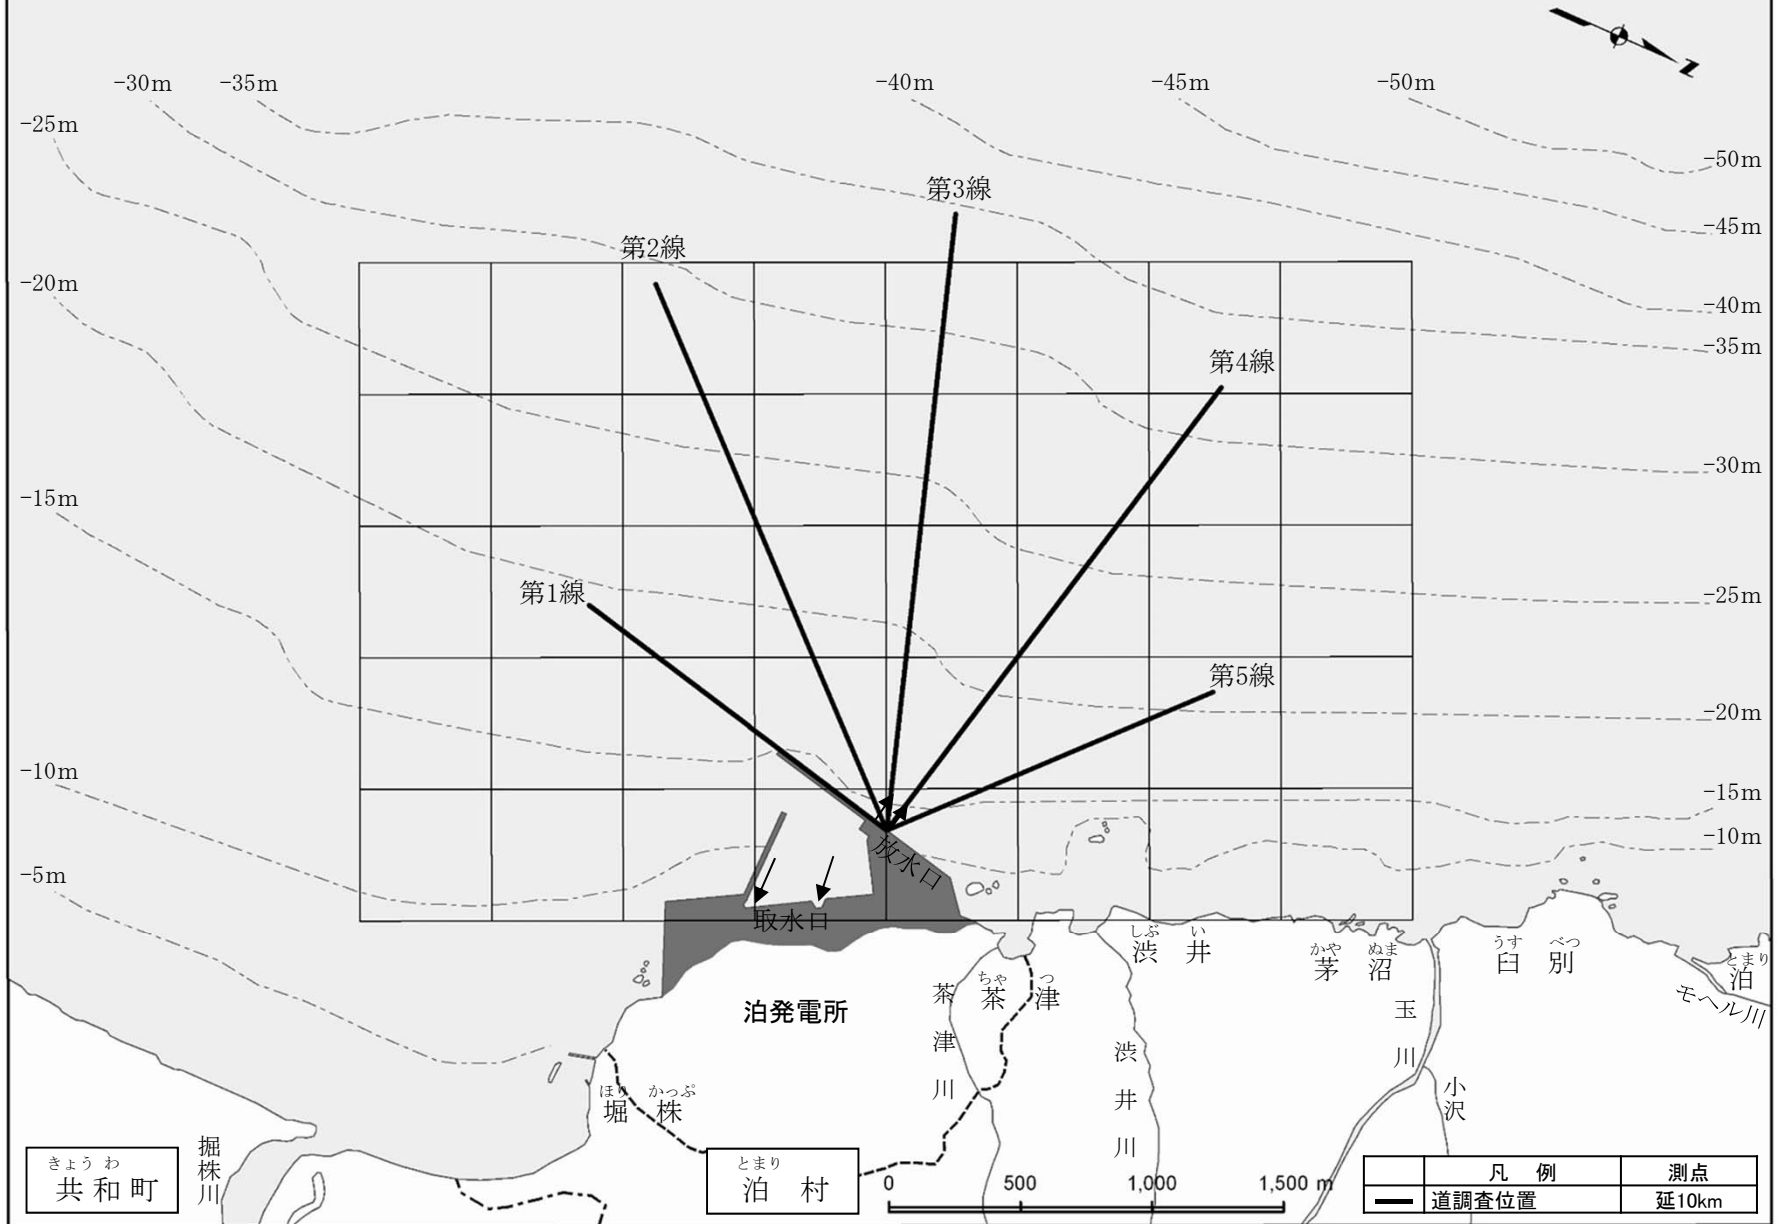 Z
-30m
-35m
-40m
-45m
-50m
-25m
-50m
第3線
-45m
第2線
-20m
-40m
-35m
第4線
-30m
-15m
第1線
-25m
第5線
-20m
-10m
-15m
-10m
放水口
-5m
取水口
しぶ い
渋井
かや ぬま
茅沼
うす べつ
臼別
とまり
泊
モヘル川
泊発電所
ちゃ つ
茶津
茶津川
玉川
渋井川
小沢
ほり かっぷ
堀株
掘株川
きょう わ
共和町
とまり
泊村
0 500 1,000 1,500 m
凡例 測点
道調査位置 延10km